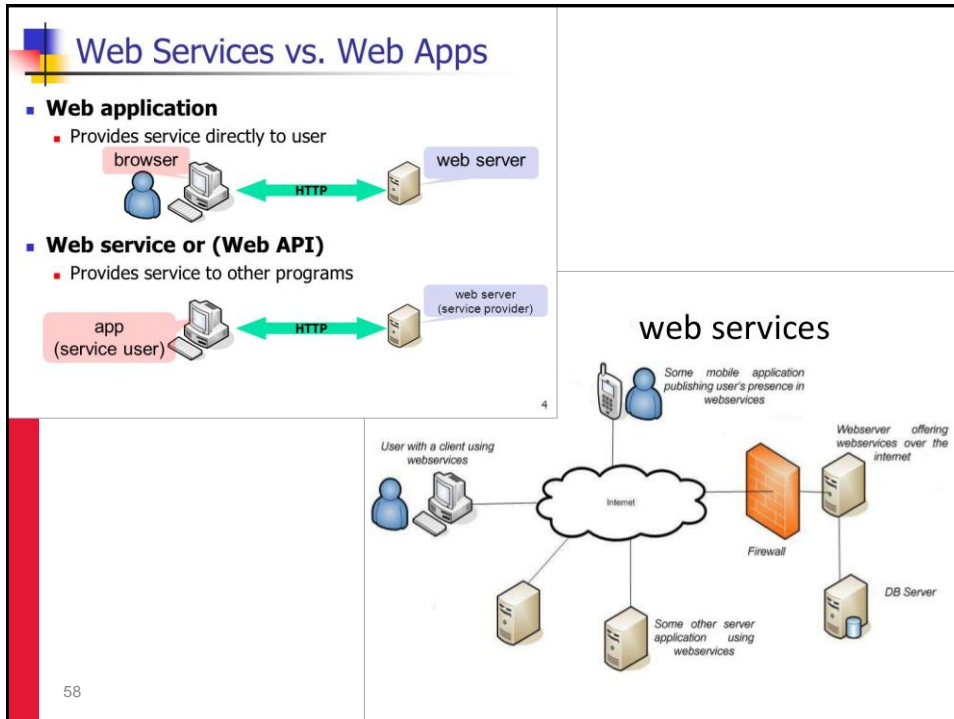 Web Services vs. Web Apps
Web application
Provides service directly to user
browser
web server
HTTP
Web service or (Web API)
Provides service to other programs
app
(service user)
HTTP
web server
(service provider)
4
web services
Some mobile application
publishing user's presence in
webservices
User with a client using
webservices
Webserver offering
webservices over the
internet
Internet
Firewall
DB Server
Some other server
application using
webservices
58